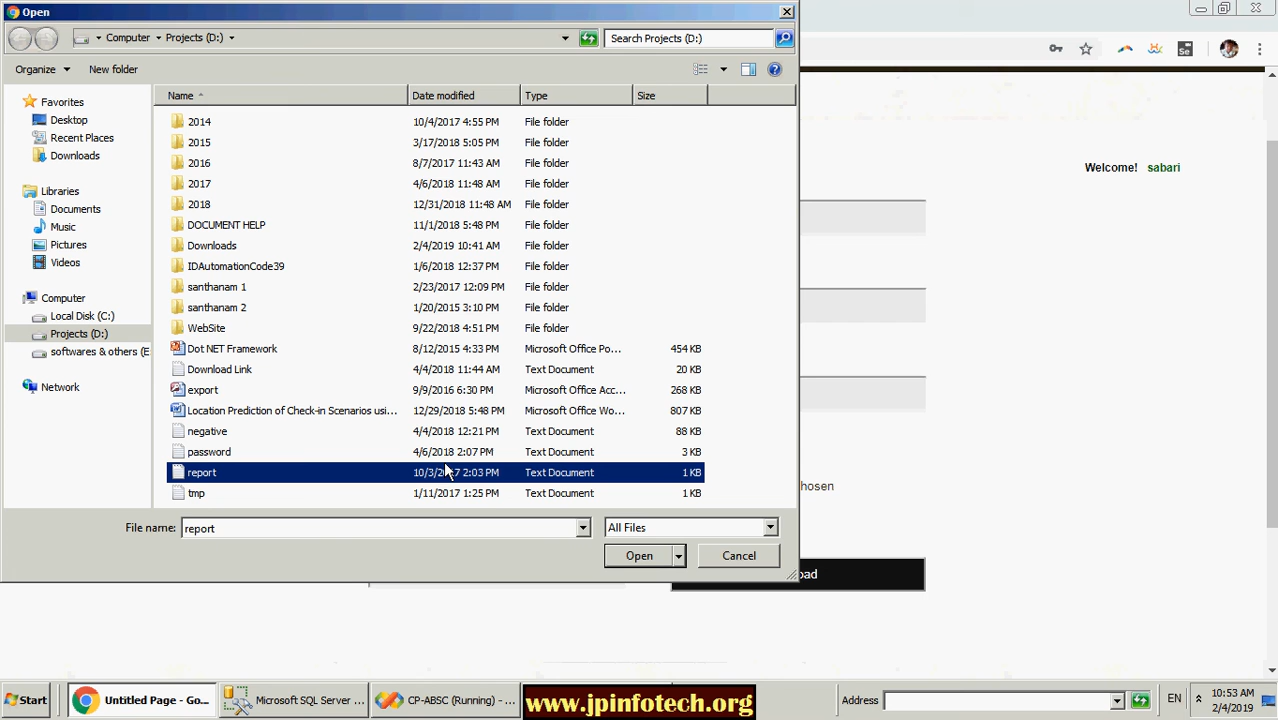 Open
Computer Projects (D:)
Search Projects (D:)
Organize New folder
Name Date modified Type Size
Favorites
Desktop
Recent Places
Downloads
Libraries
Documents
Music
Pictures
Videos
Computer
Local Disk (C:)
Projects (D:)
softwares & others (E
Network
2014 10/4/2017 4:55 PM File folder
2015 3/17/2018 5:05 PM File folder
2016 8/7/2017 11:43 AM File folder
2017 4/6/2018 11:48 AM File folder
2018 12/31/2018 11:48 AM File folder
DOCUMENT HELP 11/1/2018 5:48 PM File folder
Downloads 2/4/2019 10:41 AM File folder
IDAutomationCode39 1/6/2018 12:37 PM File folder
santhanam 1 2/23/2017 12:09 PM File folder
santhanam 2 1/20/2015 3:10 PM File folder
WebSite 9/22/2018 4:51 PM File folder
Dot NET Framework 8/12/2015 4:33 PM Microsoft Office Po... 454 KB
Download Link 4/4/2018 11:44 AM Text Document 20 KB
export 9/9/2016 6:30 PM Microsoft Office Acc... 268 KB
Location Prediction of Check-in Scenarios usi... 12/29/2018 5:48 PM Microsoft Office Wo... 807 KB
negative 4/4/2018 12:21 PM Text Document 88 KB
password 4/6/2018 2:07 PM Text Document 3 KB
report 10/3/2017 2:03 PM Text Document 1 KB
tmp 1/11/2017 1:25 PM Text Document 1 KB
File name: report All Files
Open Cancel
Se
Welcome! sabari
hosen
oad
Start Untitled Page - Go... Microsoft SQL Server ... CP-ABSC (Running) - ... www.jpinfotech.org Address EN 10:53 AM
2/4/2019